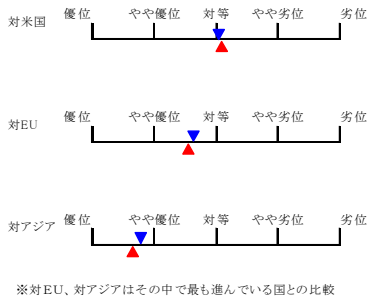 対米国 優位 やや優位 対等 やや劣位 劣位
対EU 優位 やや優位 対等 やや劣位 劣位
対アジア 優位 やや優位 対等 やや劣位 劣位
※対EU、対アジアはその中で最も進んでいる国との比較